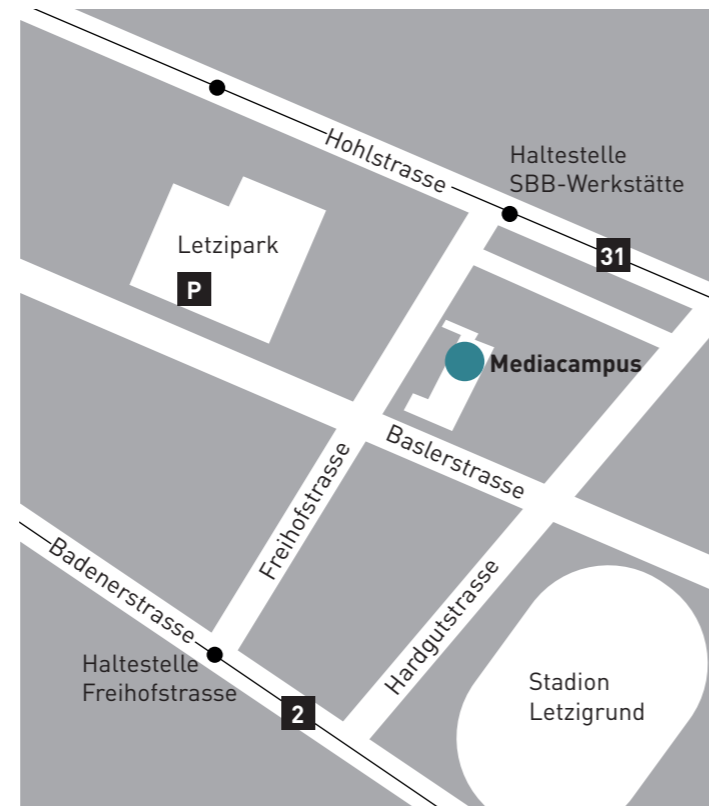 Hohlstrasse
Haltestelle
SBB-Werkstätte
31
Letzipark
P
Mediacampus
Baslerstrasse
Freihofstrasse
Badenerstrasse
Hardgutstrasse
Haltestelle
Freihofstrasse
2
Stadion
Letzigrund